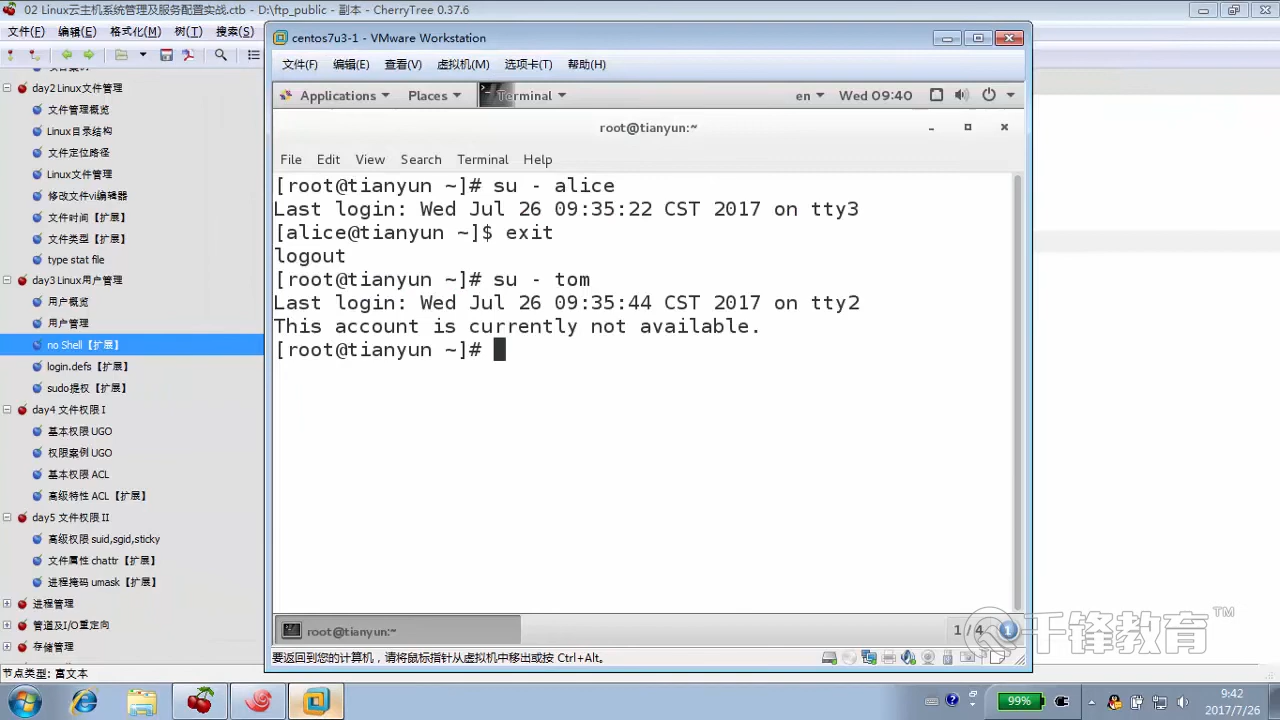 02 Linux云主机系统管理及服务配置实战.ctb - D:\ftp_public - 副本 - CherryTree 0.37.6
文件(F) 编辑(E) 格式化(M) 树(T) 搜索(S)
day2 Linux文件管理
文件管理概览
Linux目录结构
文件定位路径
Linux文件管理
修改文件vi编辑器
文件时间【扩展】
文件类型【扩展】
type stat file
day3 Linux用户管理
用户概览
用户管理
no Shell【扩展】
login.defs【扩展】
sudo提权【扩展】
day4 文件权限 I
基本权限 UGO
权限案例 UGO
基本权限 ACL
高级特性 ACL【扩展】
day5 文件权限 II
高级权限 suid,sgid,sticky
文件属性 chattr【扩展】
进程掩码 umask【扩展】
进程管理
管道及I/O重定向
存储管理
节点类型: 富文本
centos7u3-1 - VMware Workstation
文件(F) 编辑(E) 查看(V) 虚拟机(M) 选项卡(T) 帮助(H)
Applications Places Terminal en Wed 09:40
root@tianyun:~
File Edit View Search Terminal Help
[root@tianyun ~]# su - alice
Last login: Wed Jul 26 09:35:22 CST 2017 on tty3
[alice@tianyun ~]$ exit
logout
[root@tianyun ~]# su - tom
Last login: Wed Jul 26 09:35:44 CST 2017 on tty2
This account is currently not available.
[root@tianyun ~]#
root@tianyun:~ 1 / 4 1
千锋教育™
要返回到您的计算机，请将鼠标指针从虚拟机中移出或按 Ctrl+Alt。
99%
9:42
2017/7/26